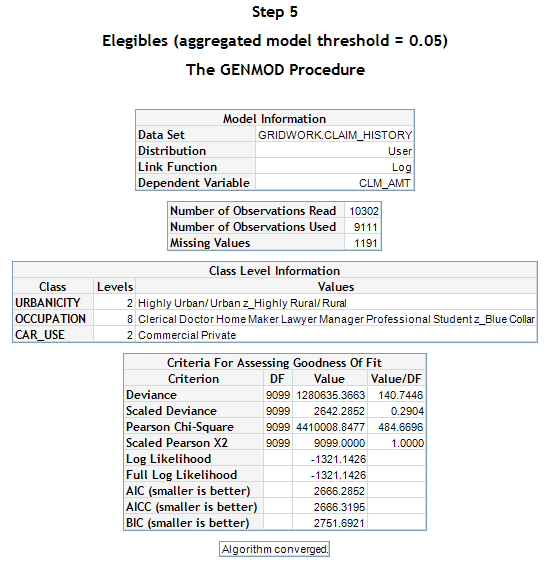 Step 5
Elegibles (aggregated model threshold = 0.05)
The GENMOD Procedure
Model Information
Data Set GRIDWORK.CLAIM_HISTORY
Distribution User
Link Function Log
Dependent Variable CLM_AMT
Number of Observations Read 10302
Number of Observations Used 9111
Missing Values 1191
Class Level Information
Class Levels Values
URBANICITY 2 Highly Urban/ Urban z_Highly Rural/ Rural
OCCUPATION 8 Clerical Doctor Home Maker Lawyer Manager Professional Student z_Blue Collar
CAR_USE 2 Commercial Private
Criteria For Assessing Goodness Of Fit
Criterion DF Value Value/DF
Deviance 9099 1280635.3663 140.7446
Scaled Deviance 9099 2642.2852 0.2904
Pearson Chi-Square 9099 4410008.8477 484.6696
Scaled Pearson X2 9099 9099.0000 1.0000
Log Likelihood -1321.1426
Full Log Likelihood -1321.1426
AIC (smaller is better) 2666.2852
AICC (smaller is better) 2666.3195
BIC (smaller is better) 2751.6921
Algorithm converged.